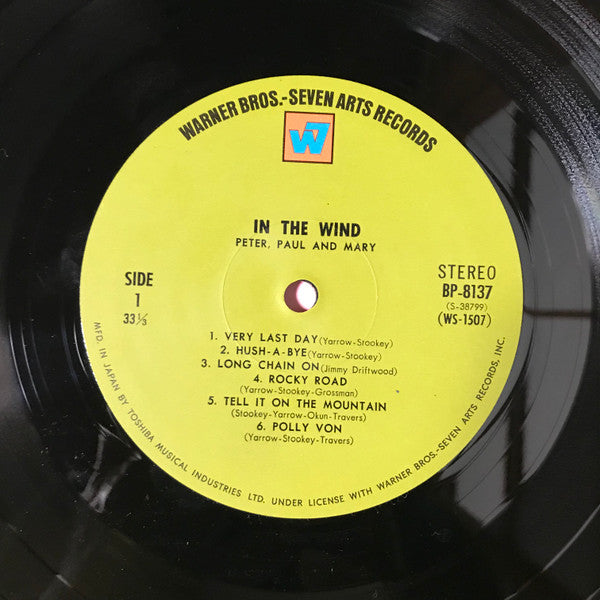 WARNER BROS.-SEVEN ARTS RECORDS
W7
IN THE WIND
PETER, PAUL AND MARY
SIDE
1
33⅓
STEREO
BP-8137
(S-38799)
(WS-1507)
1. VERY LAST DAY (Yarrow-Stookey)
2. HUSH-A-BYE (Yarrow-Stookey)
3. LONG CHAIN ON (Jimmy Driftwood)
4. ROCKY ROAD
(Yarrow-Stookey-Grossman)
5. TELL IT ON THE MOUNTAIN
(Stookey-Yarrow-Okun-Travers)
6. POLLY VON
(Yarrow-Stookey-Travers)
MFD. IN JAPAN BY TOSHIBA MUSICAL INDUSTRIES LTD. UNDER LICENSE WITH WARNER BROS.-SEVEN ARTS RECORDS, INC.